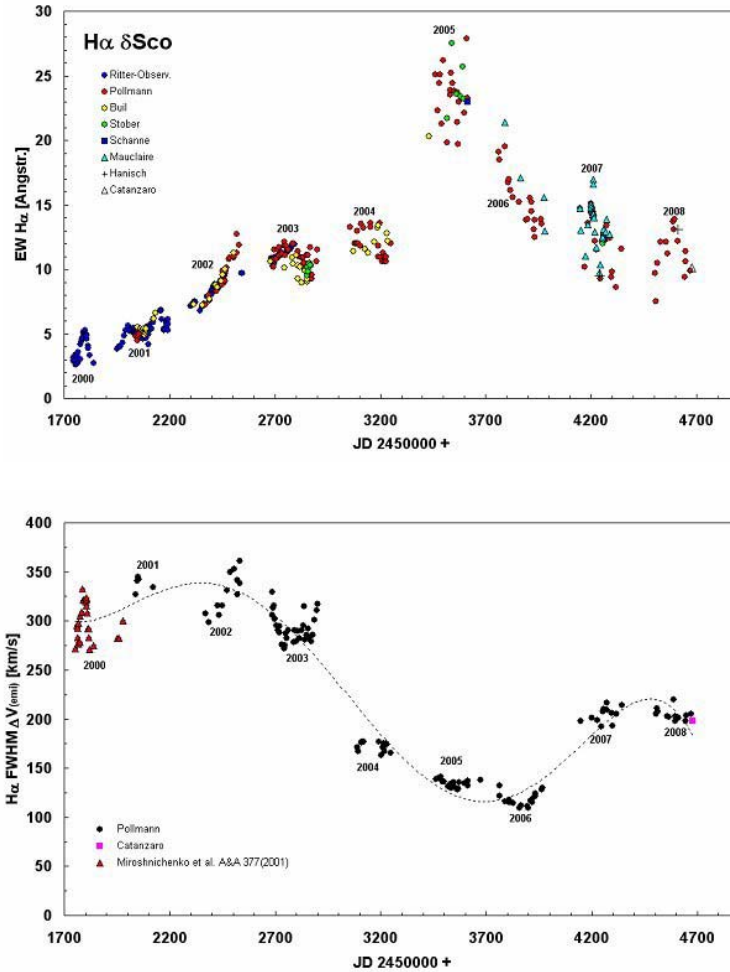 Hα δSco
Ritter-Observ.
Pollmann
Buil
Stober
Schanne
Mauclaire
Hanisch
Catanzaro
EW Hα [Angstr.]
30
25
20
15
10
5
0
2000
2001
2002
2003
2004
2005
2006
2007
2008
1700 2200 2700 3200 3700 4200 4700
JD 2450000 +
Hα FWHM Δ V(emi) [km/s]
400
350
300
250
200
150
100
50
0
2000
2001
2002
2003
2004
2005
2006
2007
2008
Pollmann
Catanzaro
Miroshnichenko et al. A&A 377(2001)
1700 2200 2700 3200 3700 4200 4700
JD 2450000 +